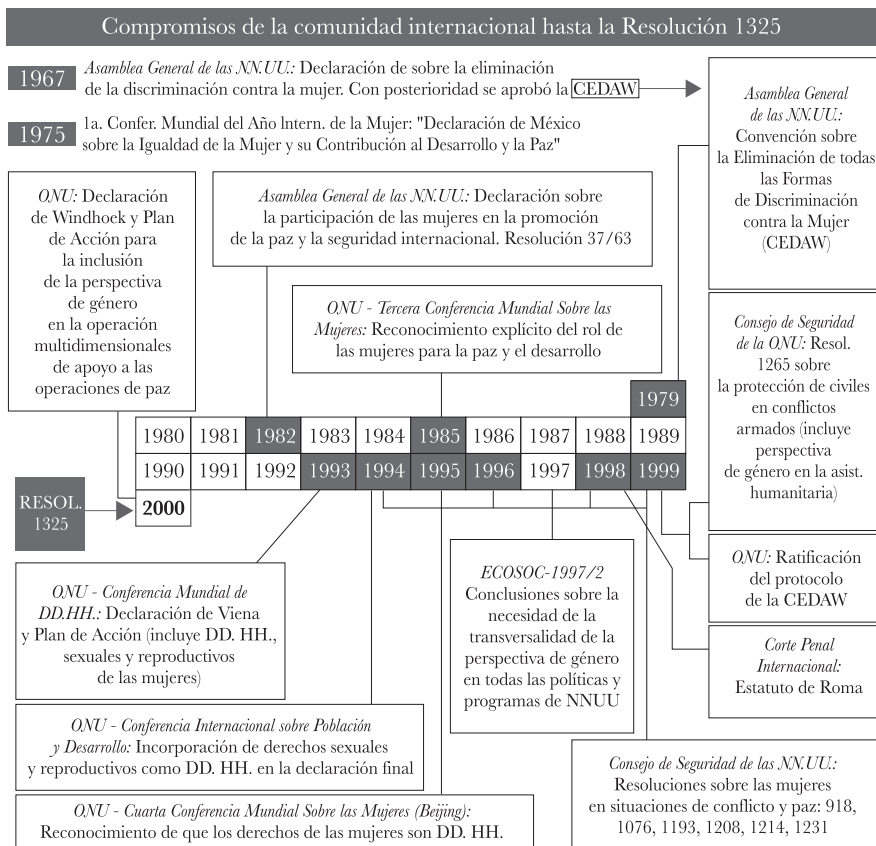 Compromisos de la comunidad internacional hasta la Resolución 1325
1967
Asamblea General de las NN.UU.: Declaración de sobre la eliminación
de la discriminación contra la mujer. Con posterioridad se aprobó la CEDAW
1975
1a. Confer. Mundial del Año Intern. de la Mujer: "Declaración de México
sobre la Igualdad de la Mujer y su Contribución al Desarrollo y la Paz"
Asamblea General
de las NN.UU.:
Convención sobre
la Eliminación de todas
las Formas
de Discriminación
contra la Mujer
(CEDAW)
ONU: Declaración
de Windhoek y Plan
de Acción para
la inclusión
de la perspectiva
de género
en la operación
multidimensionales
de apoyo a las
operaciones de paz
Asamblea General de las NN.UU.: Declaración sobre
la participación de las mujeres en la promoción
de la paz y la seguridad internacional. Resolución 37/63
ONU - Tercera Conferencia Mundial Sobre las
Mujeres: Reconocimiento explícito del rol de
las mujeres para la paz y el desarrollo
Consejo de Seguridad
de la ONU: Resol.
1265 sobre
la protección de civiles
en conflictos
armados (incluye
perspectiva
de género en la asist.
humanitaria)
1979
1980 1981 1982 1983 1984 1985 1986 1987 1988 1989
1990 1991 1992 1993 1994 1995 1996 1997 1998 1999
2000
RESOL.
1325
ONU - Conferencia Mundial de
DD.HH.: Declaración de Viena
y Plan de Acción (incluye DD. HH.,
sexuales y reproductivos
de las mujeres)
ECOSOC-1997/2
Conclusiones sobre la
necesidad de la
transversalidad de la
perspectiva de género
en todas las políticas y
programas de NNUU
ONU: Ratificación
del protocolo
de la CEDAW
Corte Penal
Internacional:
Estatuto de Roma
ONU - Conferencia Internacional sobre Población
y Desarrollo: Incorporación de derechos sexuales
y reproductivos como DD. HH. en la declaración final
Consejo de Seguridad de las NN.UU.:
Resoluciones sobre las mujeres
en situaciones de conflicto y paz: 918,
1076, 1193, 1208, 1214, 1231
ONU - Cuarta Conferencia Mundial Sobre las Mujeres (Beijing):
Reconocimiento de que los derechos de las mujeres son DD. HH.